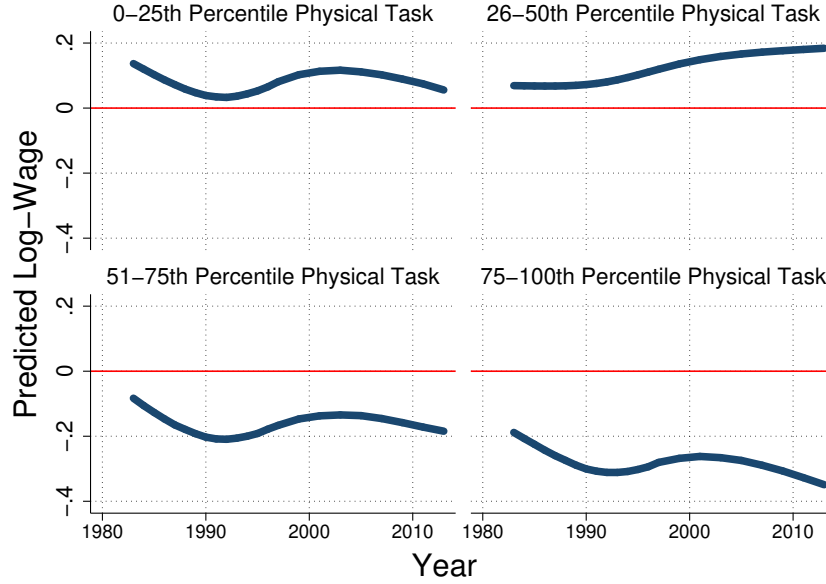 0−25th Percentile Physical Task
26−50th Percentile Physical Task
.2
0
−.2
−.4
51−75th Percentile Physical Task
75−100th Percentile Physical Task
.2
0
−.2
−.4
Predicted Log−Wage
1980 1990 2000 2010
1980 1990 2000 2010
Year